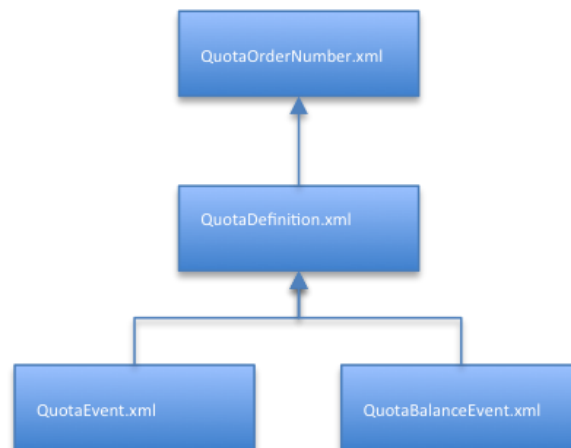 QuotaOrderNumber.xml
QuotaDefinition.xml
QuotaEvent.xml
QuotaBalanceEvent.xml